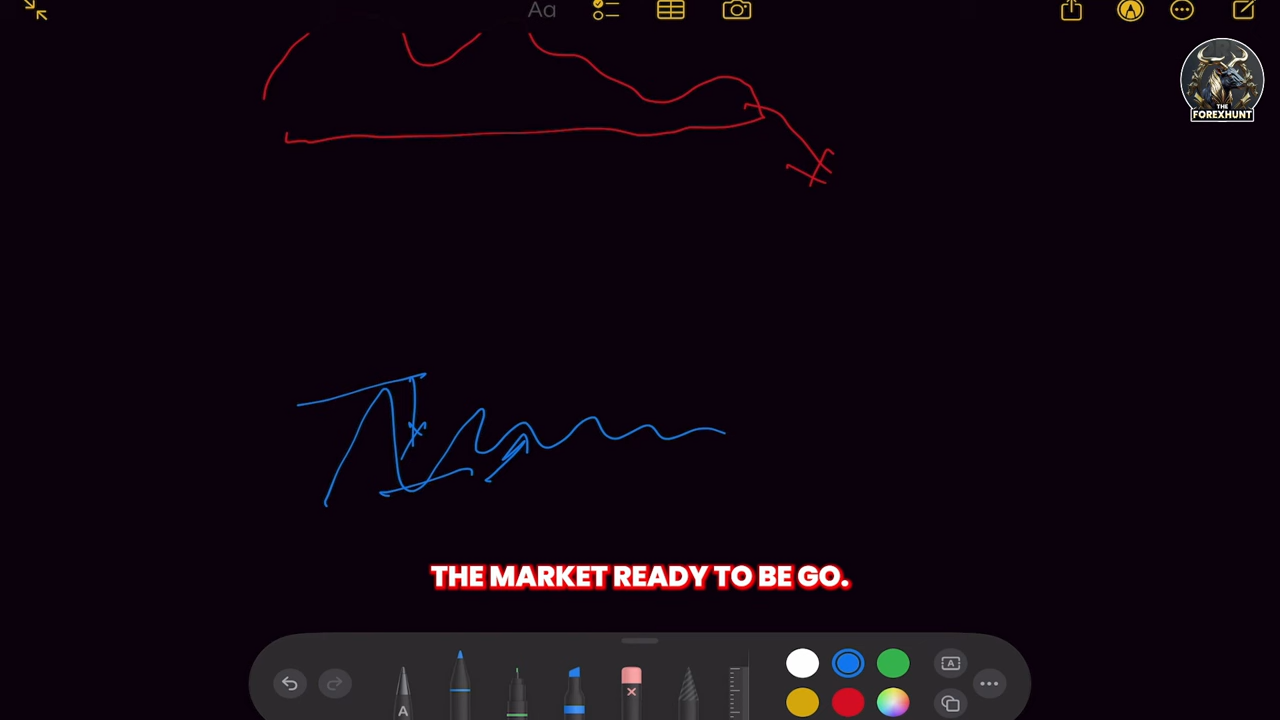 Aa
THE
FOREXHUNT
THE MARKET READY TO BE GO.
A
A